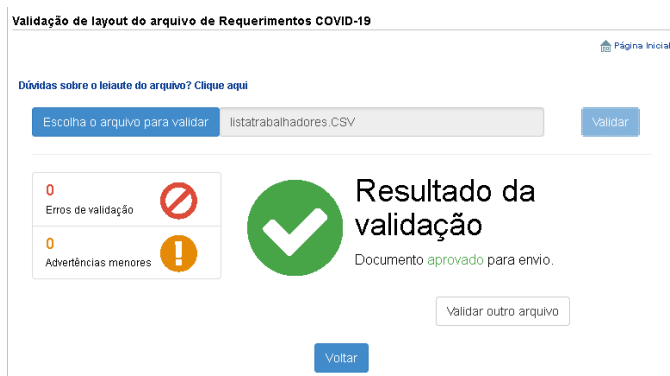 Validação de layout do arquivo de Requerimentos COVID-19
Página Inicial
Dúvidas sobre o leiaute do arquivo? Clique aqui
Escolha o arquivo para validar
listatrabalhadores.CSV
Validar
0
Erros de validação
0
Advertências menores
Resultado da
validação
Documento aprovado para envio.
Validar outro arquivo
Voltar